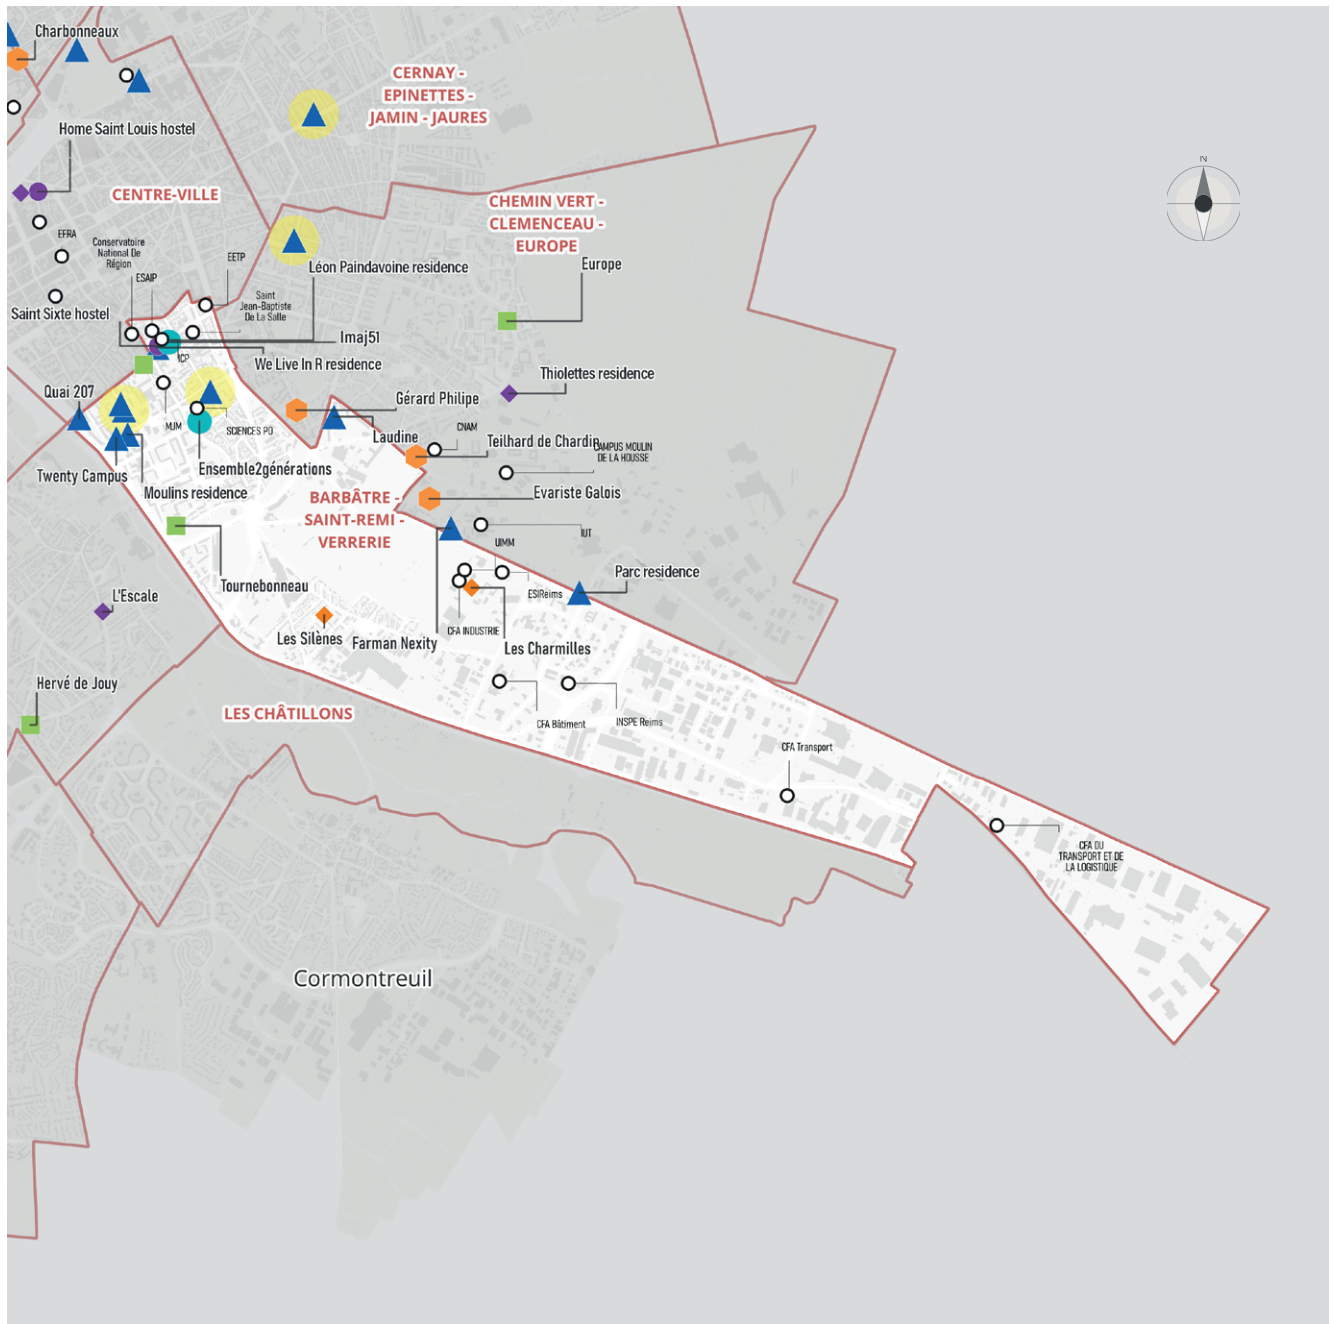 Charbonneaux
CERNAY -
EPINETTES -
JAMIN - JAURES
Home Saint Louis hostel
N
CENTRE-VILLE
CHEMIN VERT -
CLEMENCEAU -
EUROPE
EFRA
Conservatoire
National De
Région
EETP
ESAIP
Léon Paindavoine residence
Europe
Saint
Jean-Baptiste
De La Salle
Saint Sixte hostel
Imaj51
ICP
We Live In R residence
Thiolettes residence
Quai 207
Gérard Philipe
MJM
SCIENCES PO
Laudine
CNAM
Teilhard de Chardin
CAMPUS MOULIN
DE LA HOUSSE
Twenty Campus
Ensemble2générations
Moulins residence
BARBÂTRE -
SAINT-REMI -
VERRERIE
Evariste Galois
IUT
UIMM
Tournebonneau
Parc residence
L'Escale
ESIReims
Les Silènes
Farman Nexity
CFA INDUSTRIE
Les Charmilles
Hervé de Jouy
LES CHÂTILLONS
CFA Bâtiment
INSPE Reims
CFA Transport
CFA DU
TRANSPORT ET DE
LA LOGISTIQUE
Cormontreuil